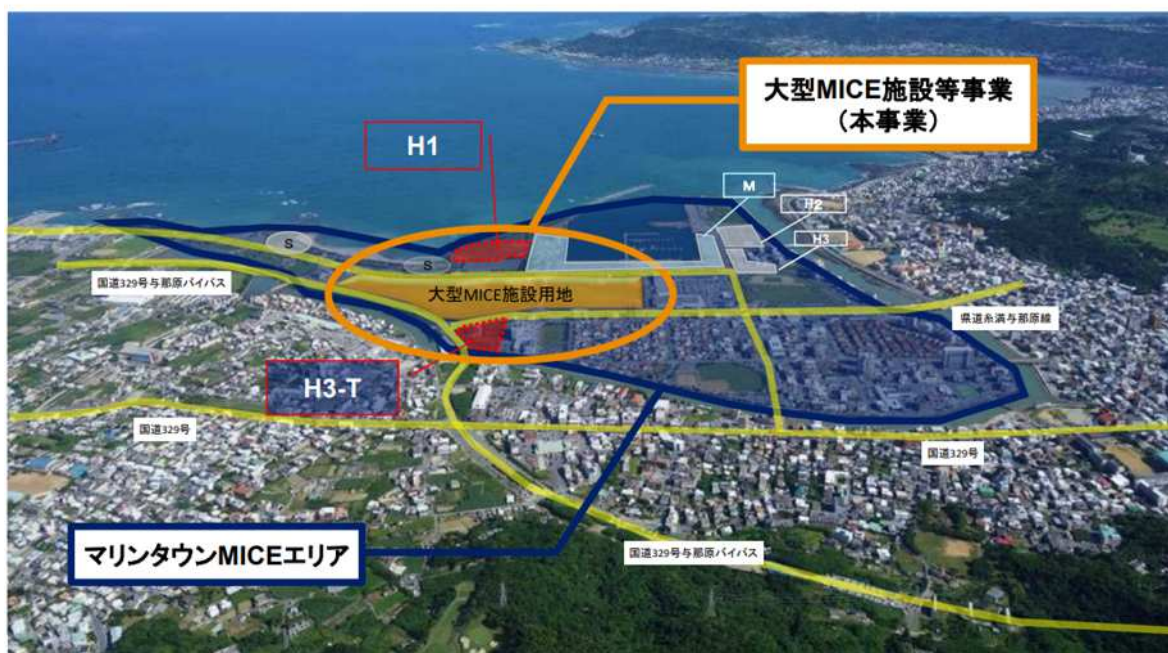 大型MICE施設等事業
（本事業）
H1
M
H2
H3
S
S
国道329号与那原バイパス
大型MICE施設用地
県道糸満与那原線
H3-T
国道329号
国道329号
マリンタウンMICEエリア
国道329号与那原バイパス